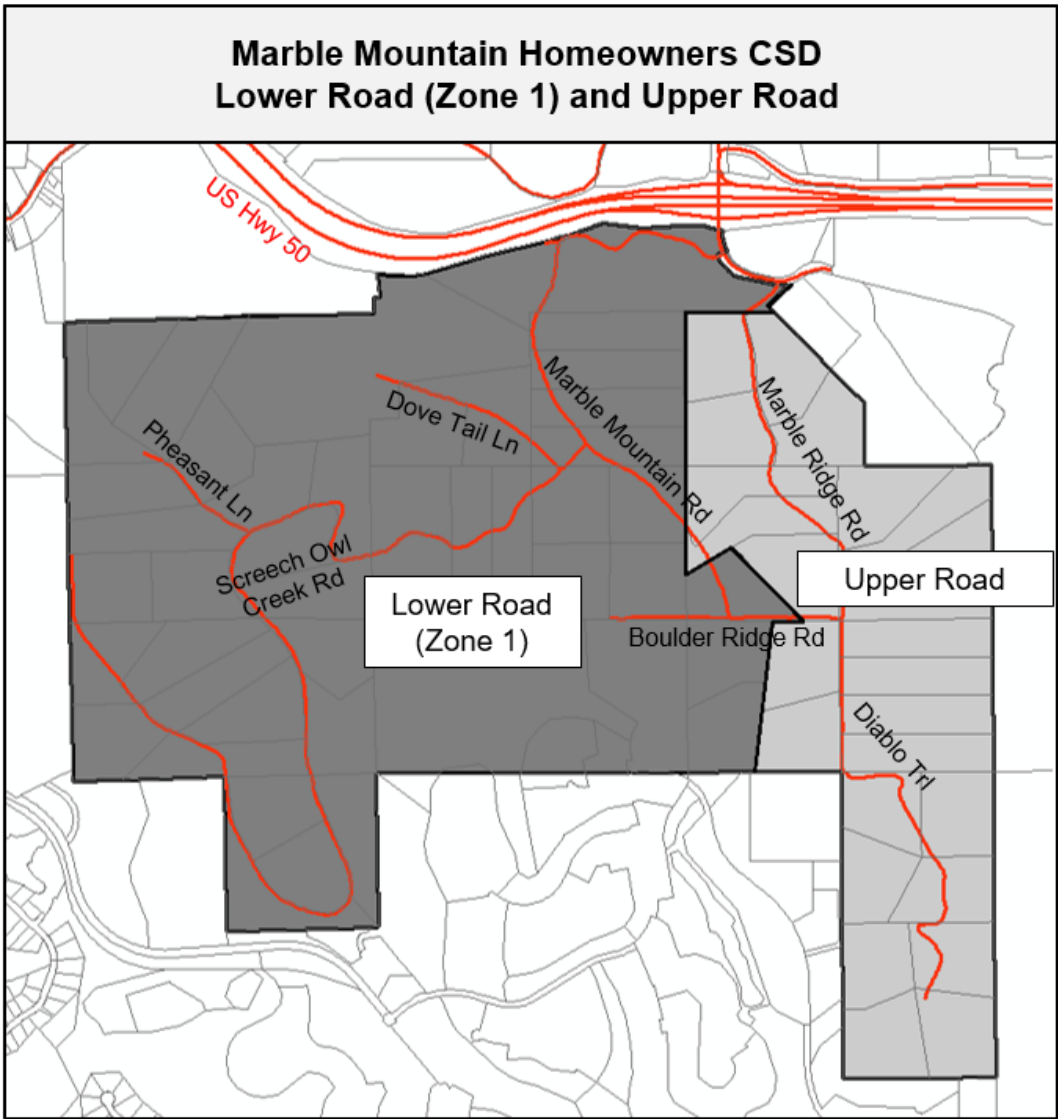 Marble Mountain Homeowners CSD
Lower Road (Zone 1) and Upper Road
US Hwy 50
Marble Mountain Rd
Dove Tail Ln
Marble Ridge Rd
Pheasant Ln
Screech Owl
Creek Rd
Upper Road
Lower Road
(Zone 1)
Boulder Ridge Rd
Diablo Trl